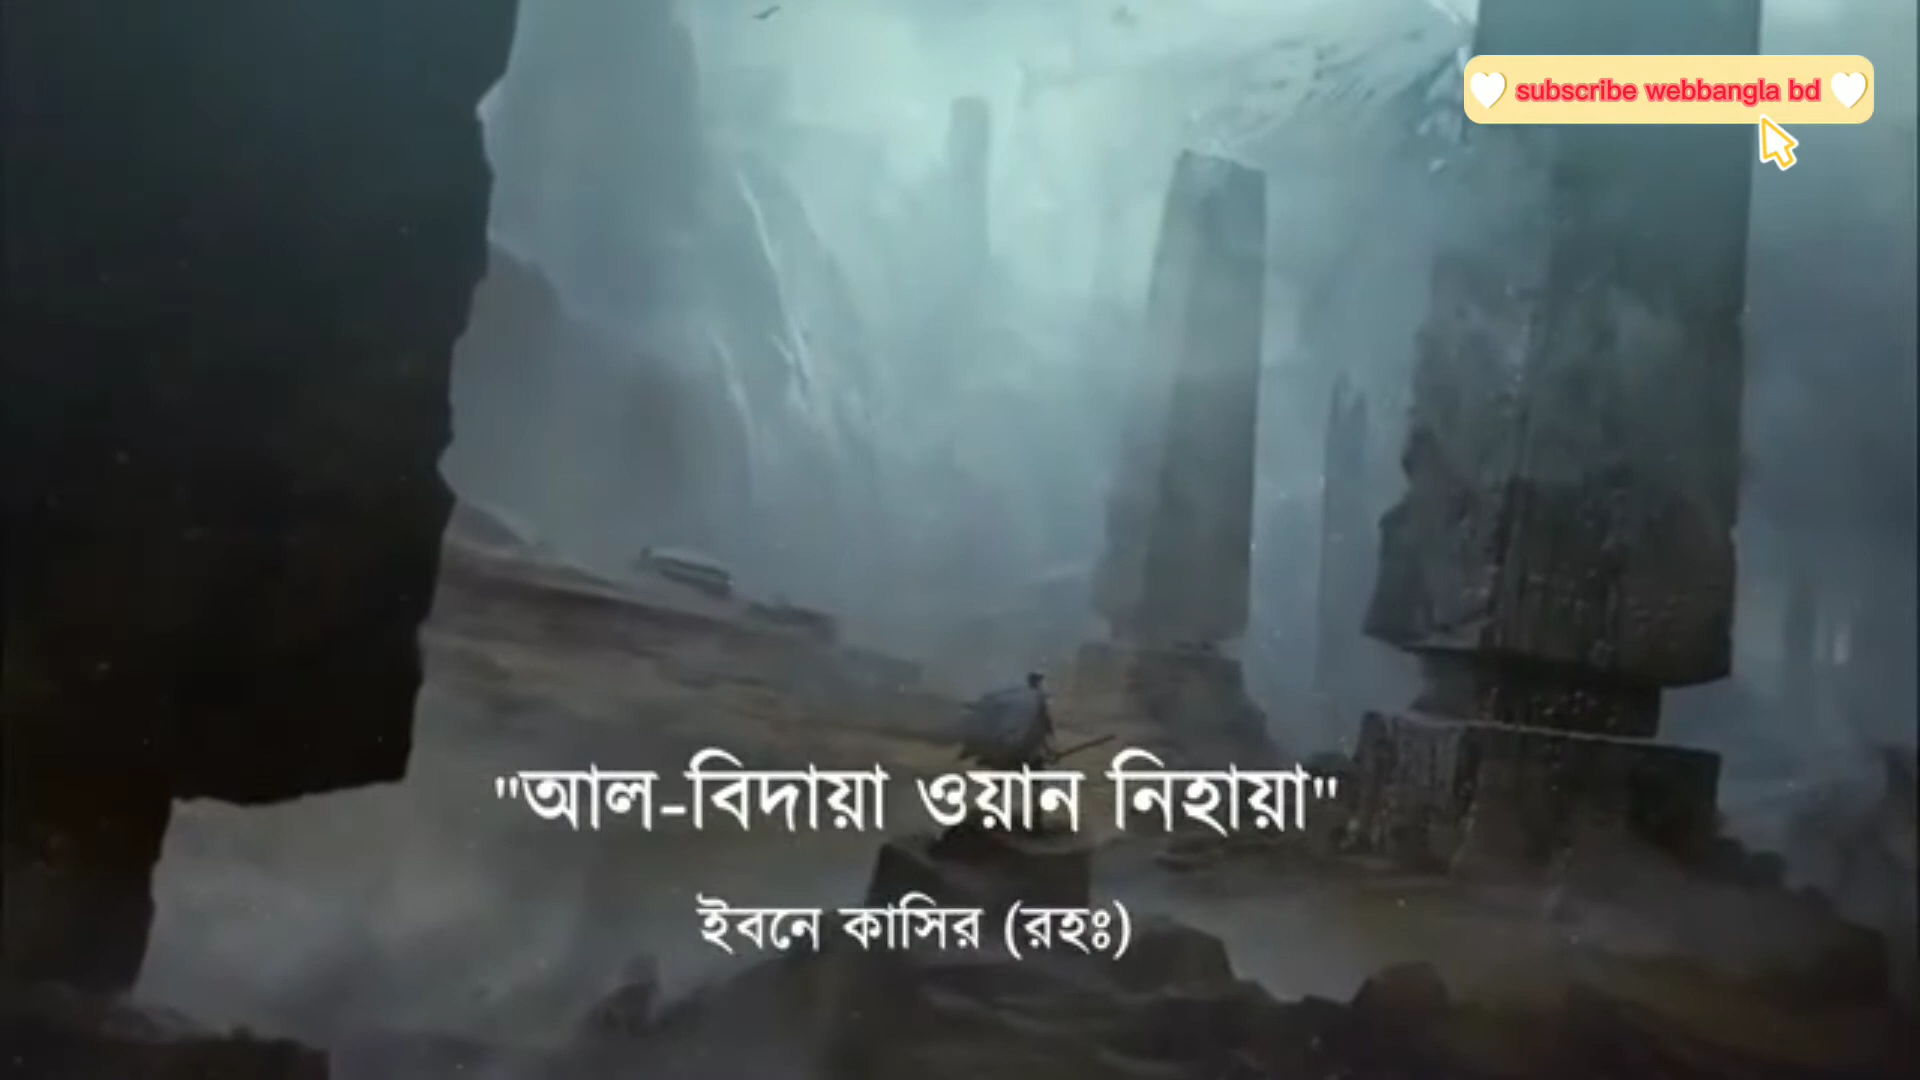 subscribe webbangla bd
"আল-বিদায়া ওয়ান নিহায়া"
ইবনে কাসির (রহঃ)